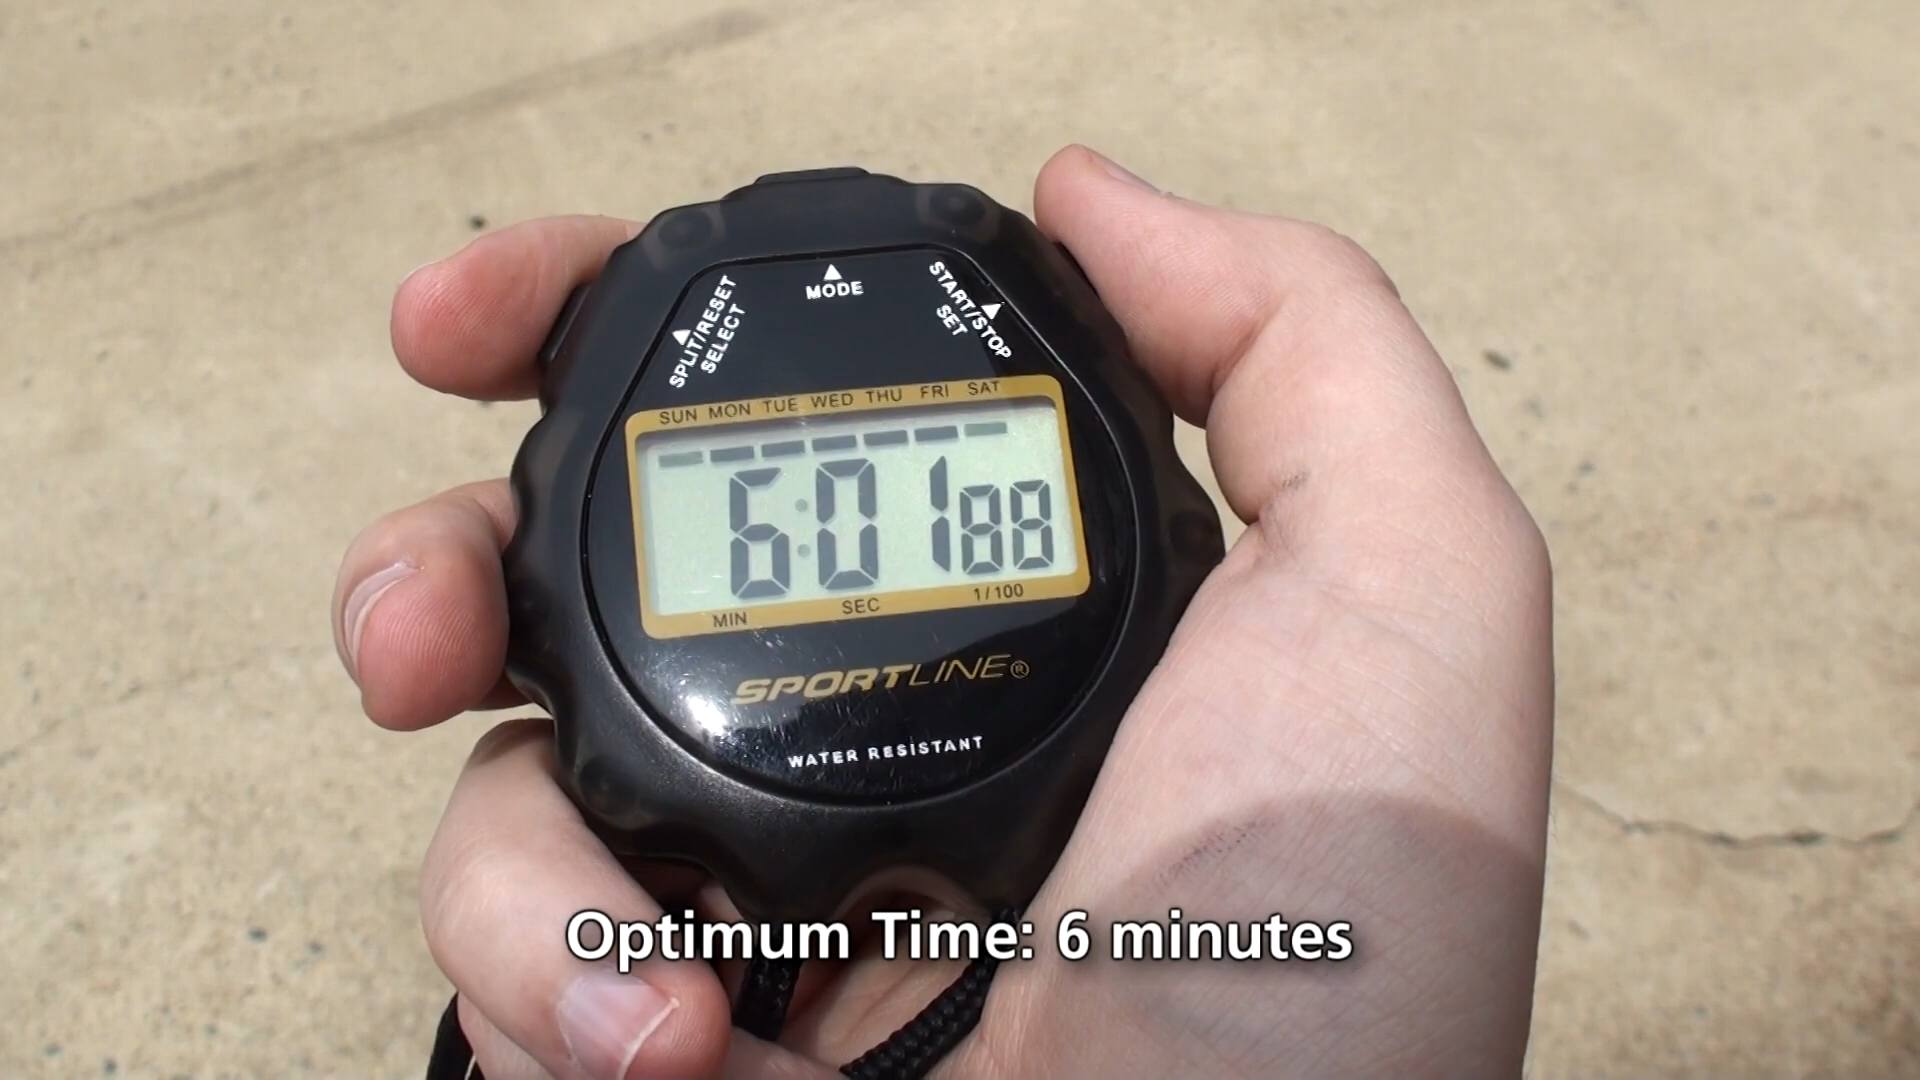 MODE
SPLIT/RESET
SELECT
START/STOP
SET
SUN MON TUE WED THU FRI SAT
6:01 88
MIN SEC 1/100
SPORTLINE®
WATER RESISTANT
Optimum Time: 6 minutes